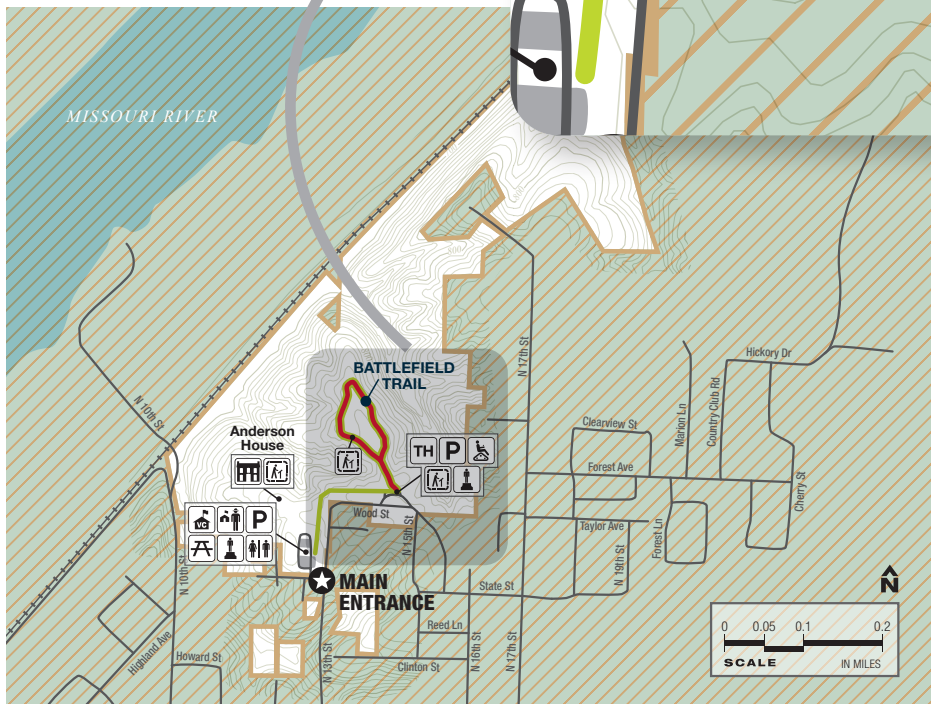 MISSOURI RIVER
800
800
N 17th St
Hickory Dr
BATTLEFIELD
TRAIL
N 10th St
Marion Ln
Country Club Rd
Clearview St
Anderson
House
TH P
Forest Ave
Cherry St
VC P
Wood St
N 15th St
Taylor Ave
Forest Ln
N 19th St
N 10th St
MAIN
ENTRANCE
State St
N
Reed Ln
0 0.05 0.1 0.2
SCALE IN MILES
Highland Ave
Howard St
N 13th St
Clinton St
N 16th St
N 17th St